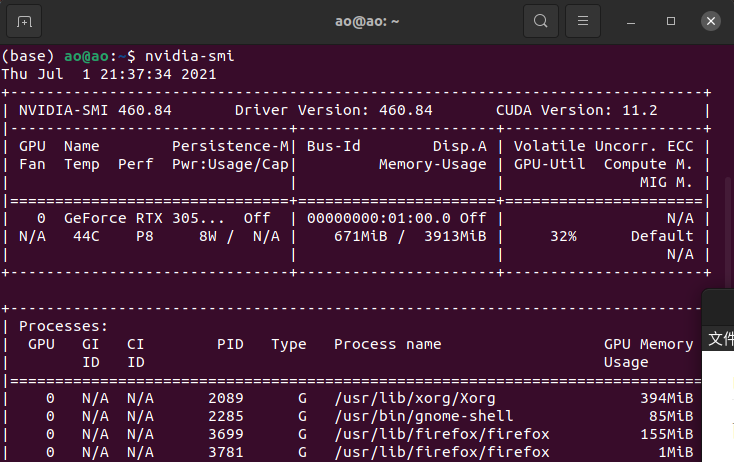 ao@ao: ~
(base) ao@ao:~$ nvidia-smi
Thu Jul  1 21:37:34 2021
+-----------------------------------------------------------------------------+
| NVIDIA-SMI 460.84       Driver Version: 460.84       CUDA Version: 11.2     |
|-------------------------------+----------------------+----------------------+
| GPU  Name        Persistence-M| Bus-Id        Disp.A | Volatile Uncorr. ECC |
| Fan  Temp  Perf  Pwr:Usage/Cap|         Memory-Usage | GPU-Util  Compute M. |
|                               |                      |               MIG M. |
|===============================+======================+======================|
|   0  GeForce RTX 305...  Off  | 00000000:01:00.0 Off |                  N/A |
| N/A   44C    P8     8W /  N/A |    671MiB /  3913MiB |     32%      Default |
|                               |                      |                  N/A |
+-------------------------------+----------------------+----------------------+
+-----------------------------------------------------------------------------
| Processes:
|  GPU   GI   CI        PID   Type   Process name                  GPU Memory
|        ID   ID                                                   Usage
|=============================================================================
|    0   N/A  N/A      2089      G   /usr/lib/xorg/Xorg                394MiB
|    0   N/A  N/A      2285      G   /usr/bin/gnome-shell               85MiB
|    0   N/A  N/A      3699      G   /usr/lib/firefox/firefox          155MiB
|    0   N/A  N/A      3781      G   /usr/lib/firefox/firefox            1MiB
文件